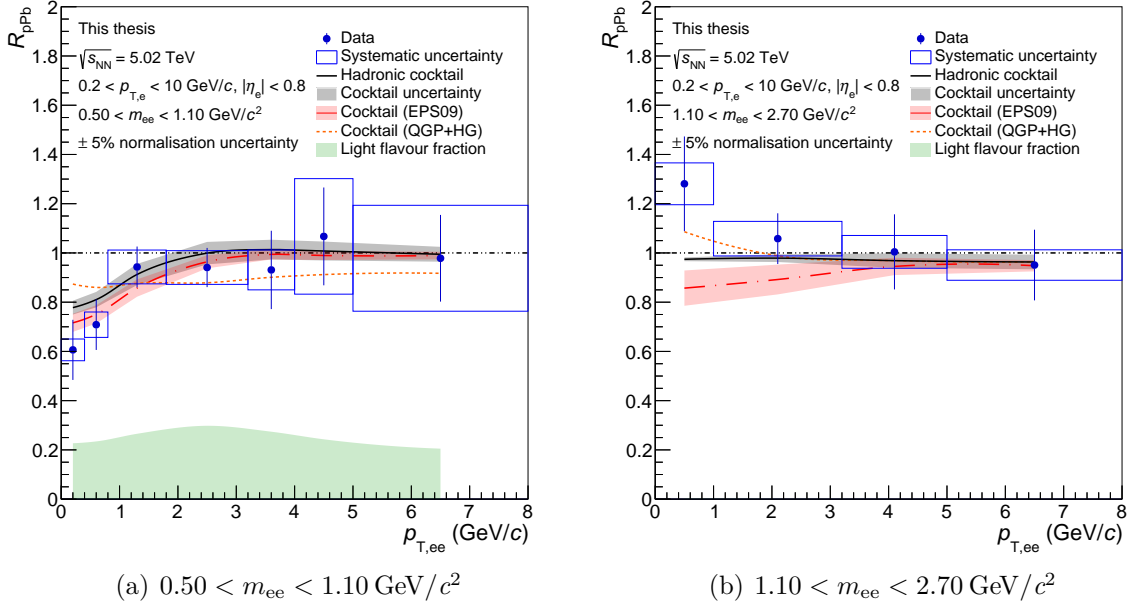 R_pPb
2
1.8
1.6
1.4
1.2
1
0.8
0.6
0.4
0.2
0
This thesis
√s_NN = 5.02 TeV
0.2 < p_T,e < 10 GeV/c, |η_e| < 0.8
0.50 < m_ee < 1.10 GeV/c²
± 5% normalisation uncertainty
Data
Systematic uncertainty
Hadronic cocktail
Cocktail uncertainty
Cocktail (EPS09)
Cocktail (QGP+HG)
Light flavour fraction
0 1 2 3 4 5 6 7 8
p_T,ee (GeV/c)
(a) 0.50 < m_ee < 1.10 GeV/c²
R_pPb
2
1.8
1.6
1.4
1.2
1
0.8
0.6
0.4
0.2
0
This thesis
√s_NN = 5.02 TeV
0.2 < p_T,e < 10 GeV/c, |η_e| < 0.8
1.10 < m_ee < 2.70 GeV/c²
± 5% normalisation uncertainty
Data
Systematic uncertainty
Hadronic cocktail
Cocktail uncertainty
Cocktail (EPS09)
Cocktail (QGP+HG)
Light flavour fraction
0 1 2 3 4 5 6 7 8
p_T,ee (GeV/c)
(b) 1.10 < m_ee < 2.70 GeV/c²